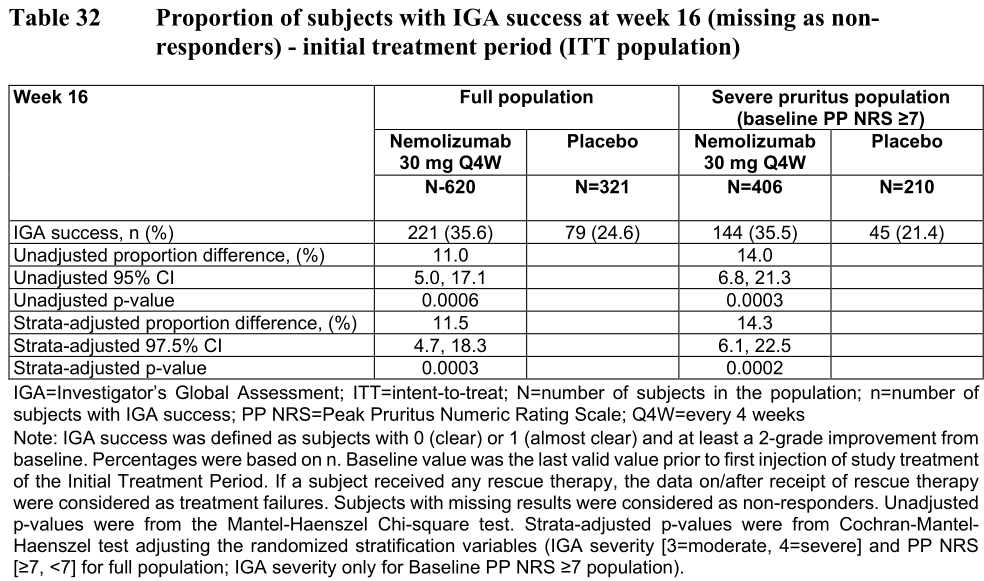 Table 32 Proportion of subjects with IGA success at week 16 (missing as non-
responders) - initial treatment period (ITT population)
Week 16 Full population Severe pruritus population
(baseline PP NRS ≥7)
Nemolizumab Placebo Nemolizumab Placebo
30 mg Q4W 30 mg Q4W
N-620 N=321 N=406 N=210
IGA success, n (%) 221 (35.6) 79 (24.6) 144 (35.5) 45 (21.4)
Unadjusted proportion difference, (%) 11.0 14.0
Unadjusted 95% CI 5.0, 17.1 6.8, 21.3
Unadjusted p-value 0.0006 0.0003
Strata-adjusted proportion difference, (%) 11.5 14.3
Strata-adjusted 97.5% CI 4.7, 18.3 6.1, 22.5
Strata-adjusted p-value 0.0003 0.0002
IGA=Investigator's Global Assessment; ITT=intent-to-treat; N=number of subjects in the population; n=number of
subjects with IGA success; PP NRS=Peak Pruritus Numeric Rating Scale; Q4W=every 4 weeks
Note: IGA success was defined as subjects with 0 (clear) or 1 (almost clear) and at least a 2-grade improvement from
baseline. Percentages were based on n. Baseline value was the last valid value prior to first injection of study treatment
of the Initial Treatment Period. If a subject received any rescue therapy, the data on/after receipt of rescue therapy
were considered as treatment failures. Subjects with missing results were considered as non-responders. Unadjusted
p-values were from the Mantel-Haenszel Chi-square test. Strata-adjusted p-values were from Cochran-Mantel-
Haenszel test adjusting the randomized stratification variables (IGA severity [3=moderate, 4=severe] and PP NRS
[≥7, <7] for full population; IGA severity only for Baseline PP NRS ≥7 population).